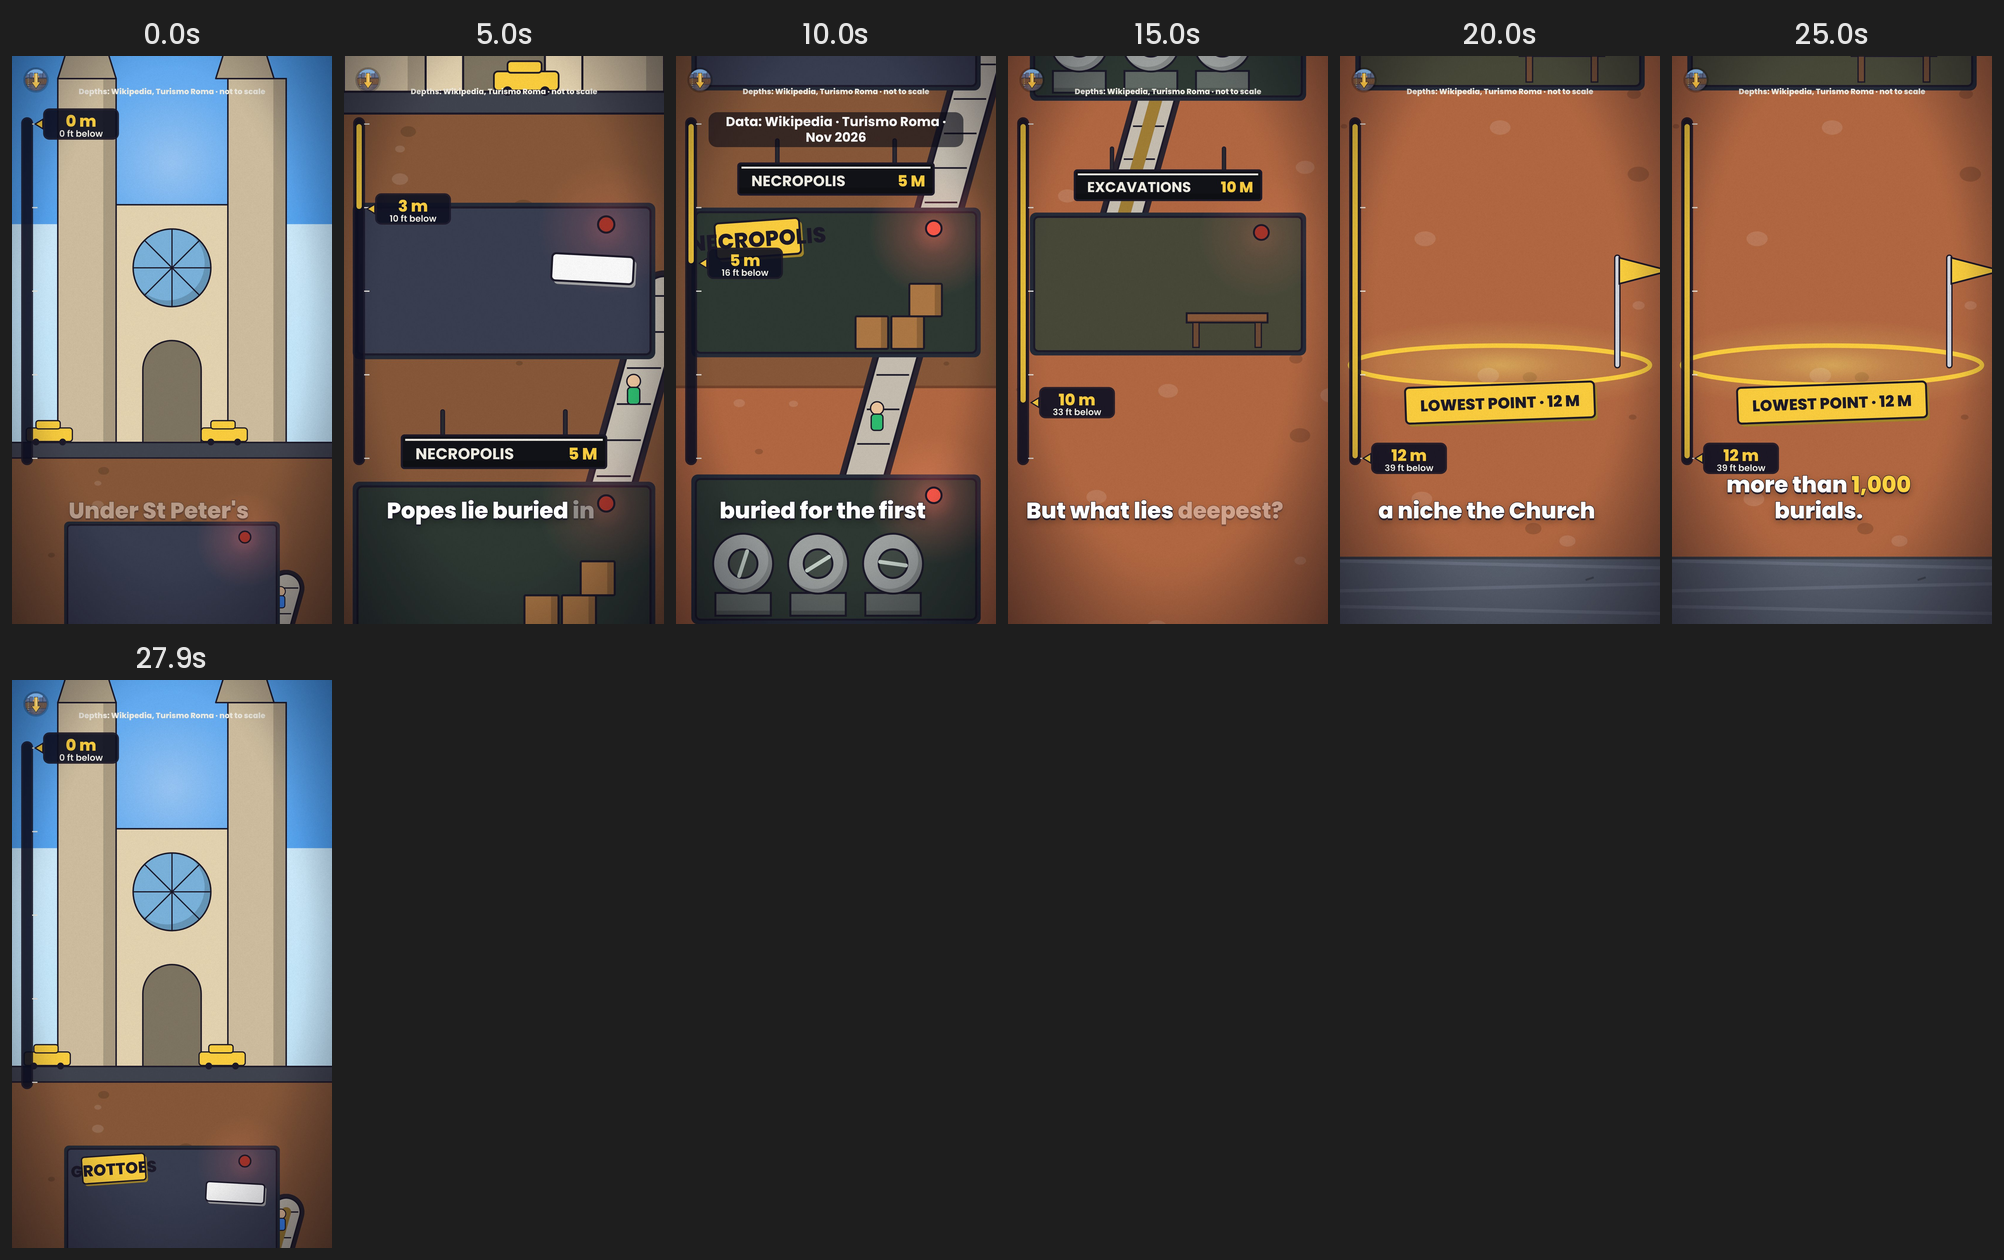 0.0s
Depths: Wikipedia, Turismo Roma · not to scale
0 m
0 ft below
Under St Peter's
5.0s
Depths: Wikipedia, Turismo Roma · not to scale
3 m
10 ft below
NECROPOLIS 5 M
Popes lie buried in
10.0s
Depths: Wikipedia, Turismo Roma · not to scale
Data: Wikipedia · Turismo Roma ·
Nov 2026
NECROPOLIS 5 M
NECROPOLIS
5 m
16 ft below
buried for the first
15.0s
Depths: Wikipedia, Turismo Roma · not to scale
EXCAVATIONS 10 M
10 m
33 ft below
But what lies deepest?
20.0s
Depths: Wikipedia, Turismo Roma · not to scale
LOWEST POINT · 12 M
12 m
39 ft below
a niche the Church
25.0s
Depths: Wikipedia, Turismo Roma · not to scale
LOWEST POINT · 12 M
12 m
39 ft below
more than 1,000
burials.
27.9s
Depths: Wikipedia, Turismo Roma · not to scale
0 m
0 ft below
GROTTOES